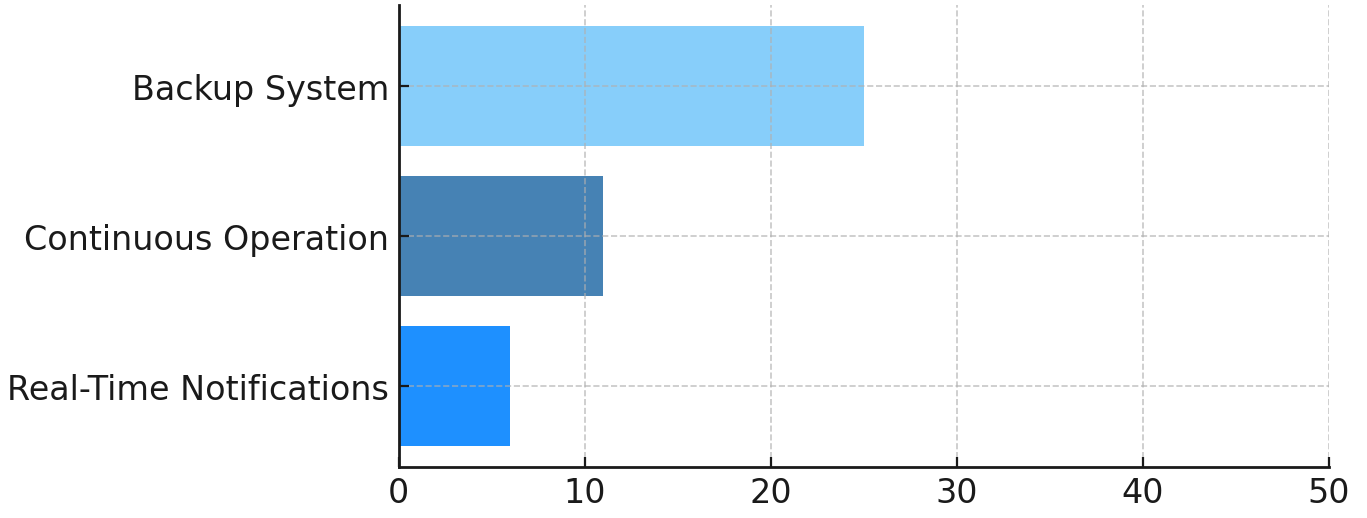 Backup System
Continuous Operation
Real-Time Notifications
0 10 20 30 40 50